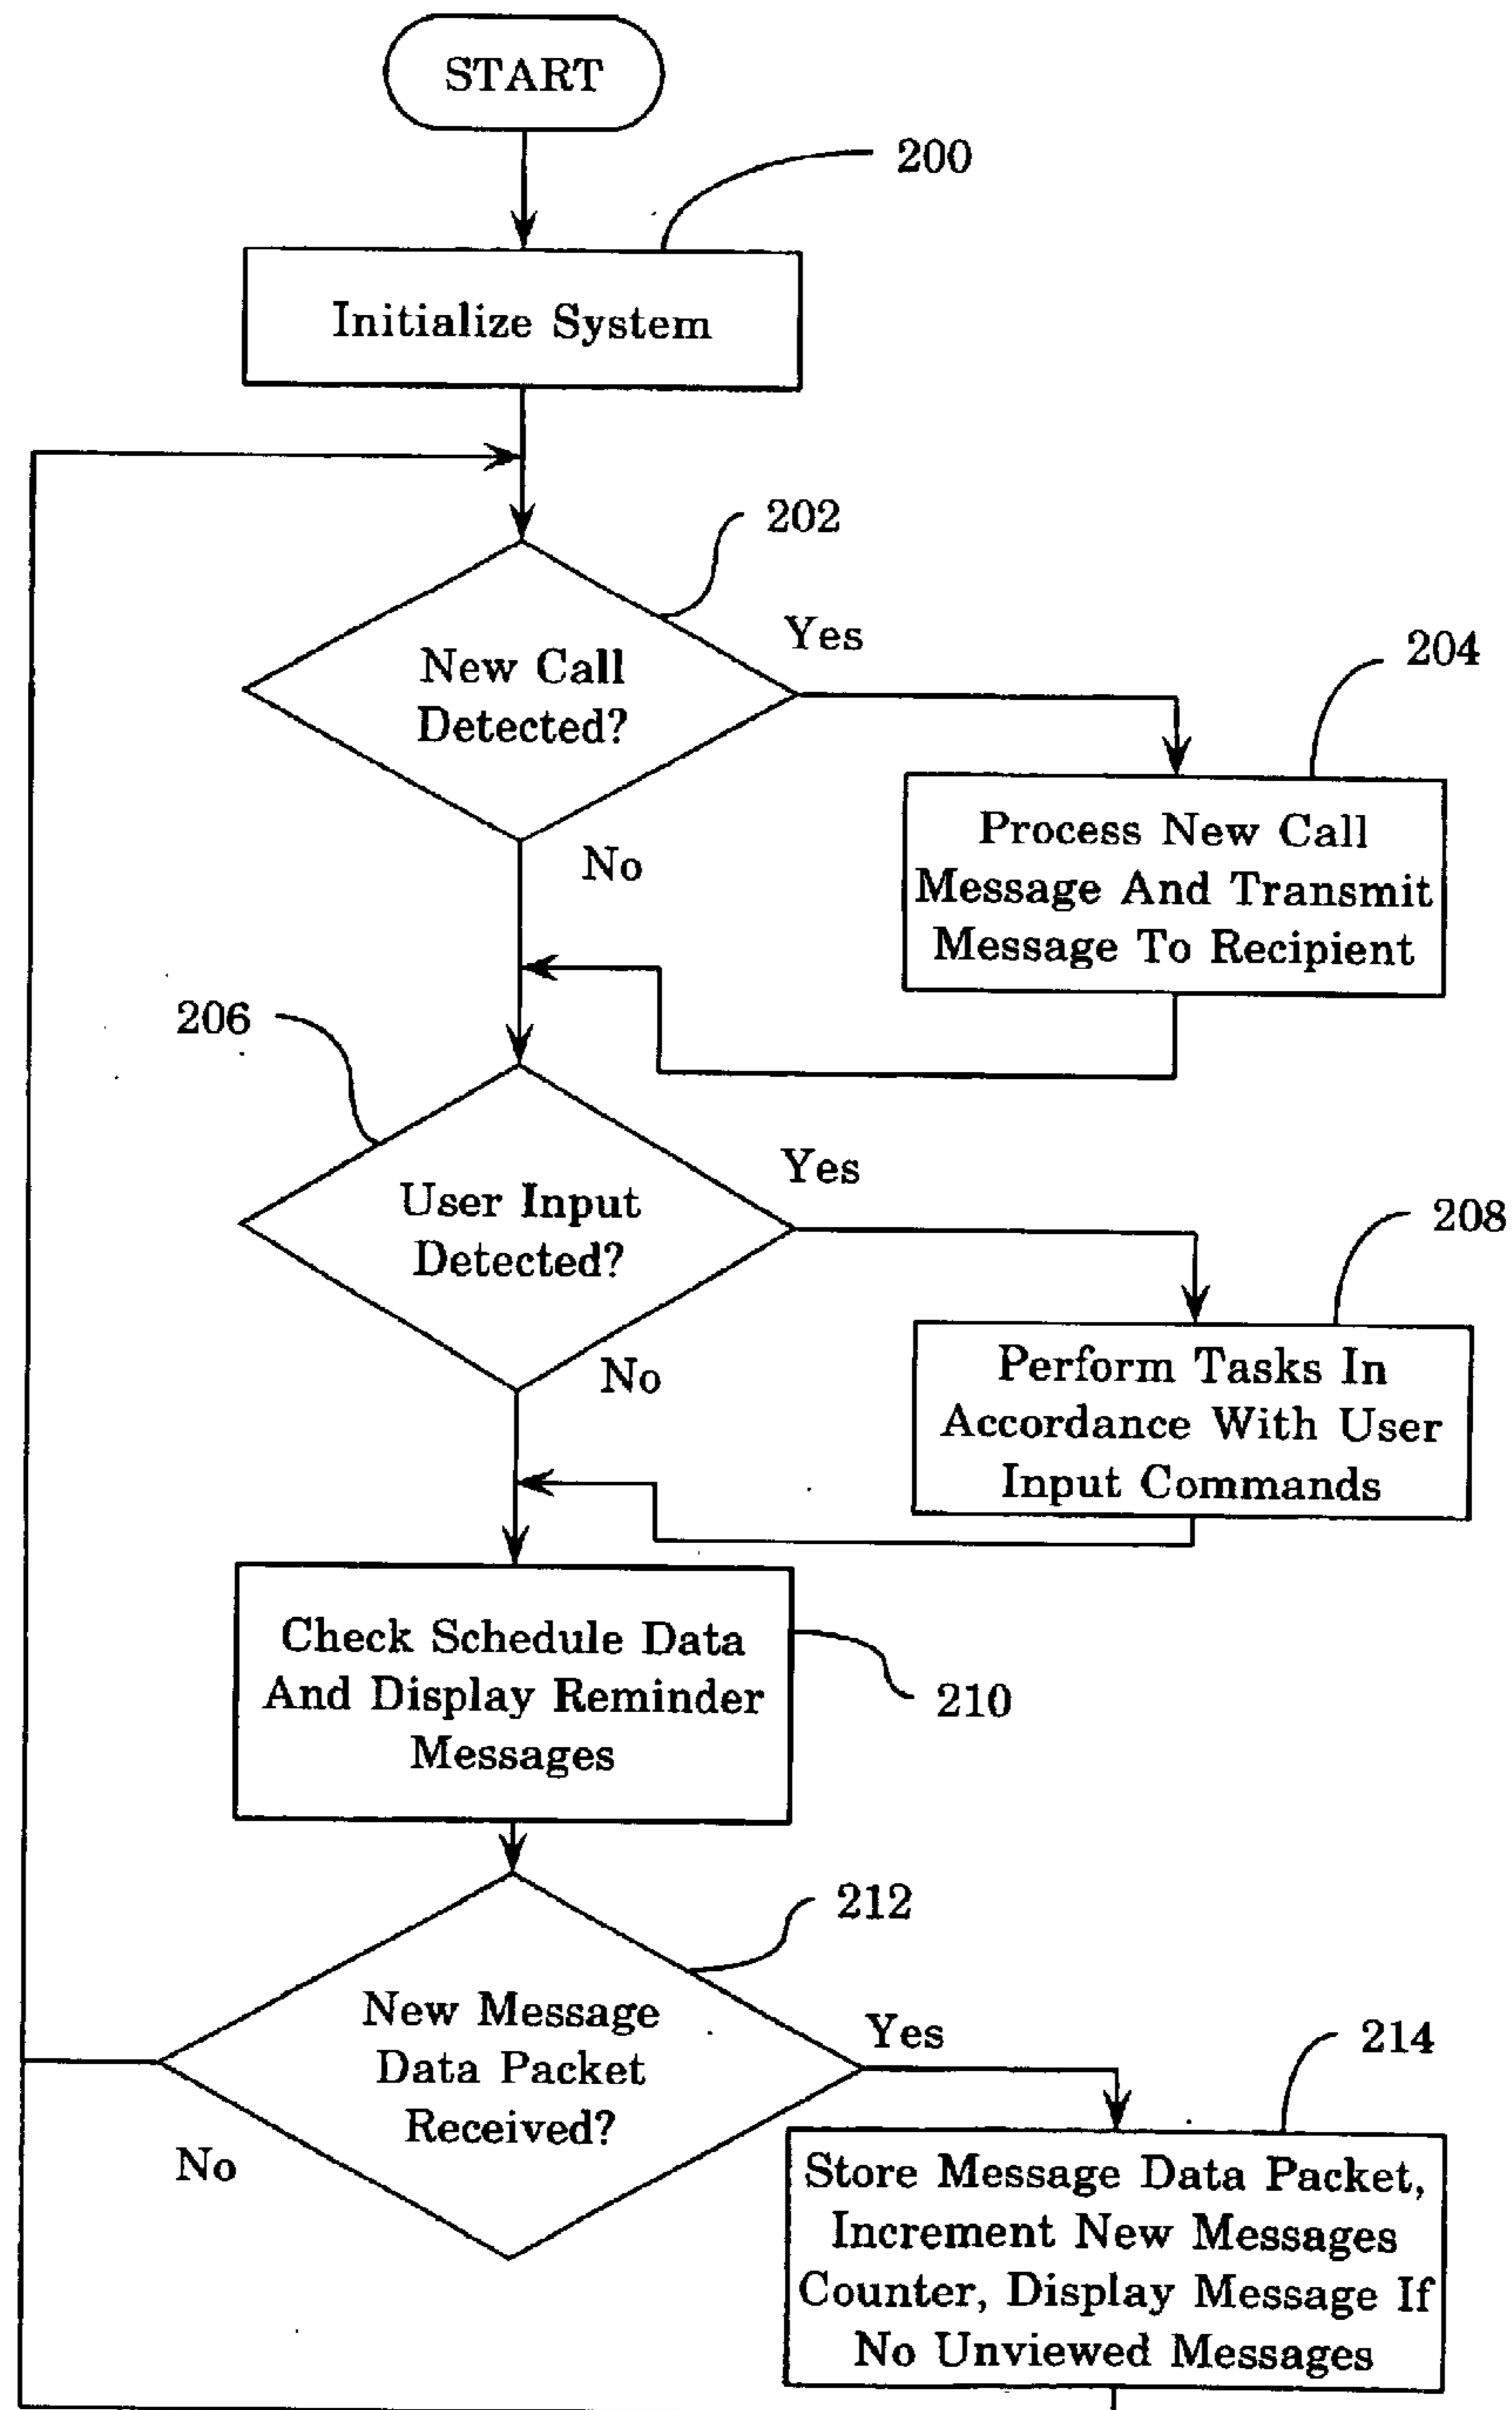 START
200
Initialize System
202
New Call
Detected?
Yes
204
Process New Call
Message And Transmit
Message To Recipient
No
206
User Input
Detected?
Yes
208
Perform Tasks In
Accordance With User
Input Commands
No
Check Schedule Data
And Display Reminder
Messages
210
212
New Message
Data Packet
Received?
Yes
214
No
Store Message Data Packet,
Increment New Messages
Counter, Display Message If
No Unviewed Messages